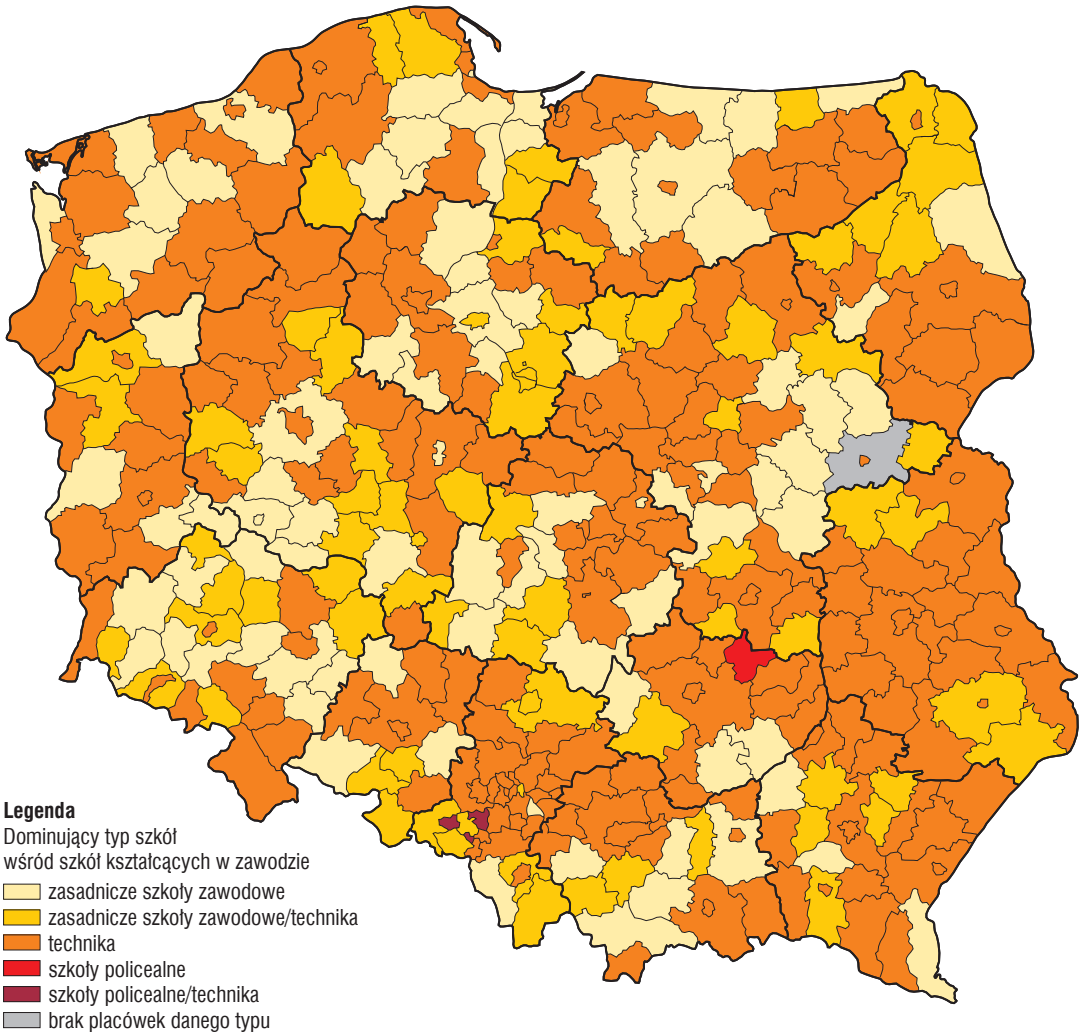 Legenda
Dominujący typ szkół
wśród szkół kształcących w zawodzie
zasadnicze szkoły zawodowe
zasadnicze szkoły zawodowe/technika
technika
szkoły policealne
szkoły policealne/technika
brak placówek danego typu